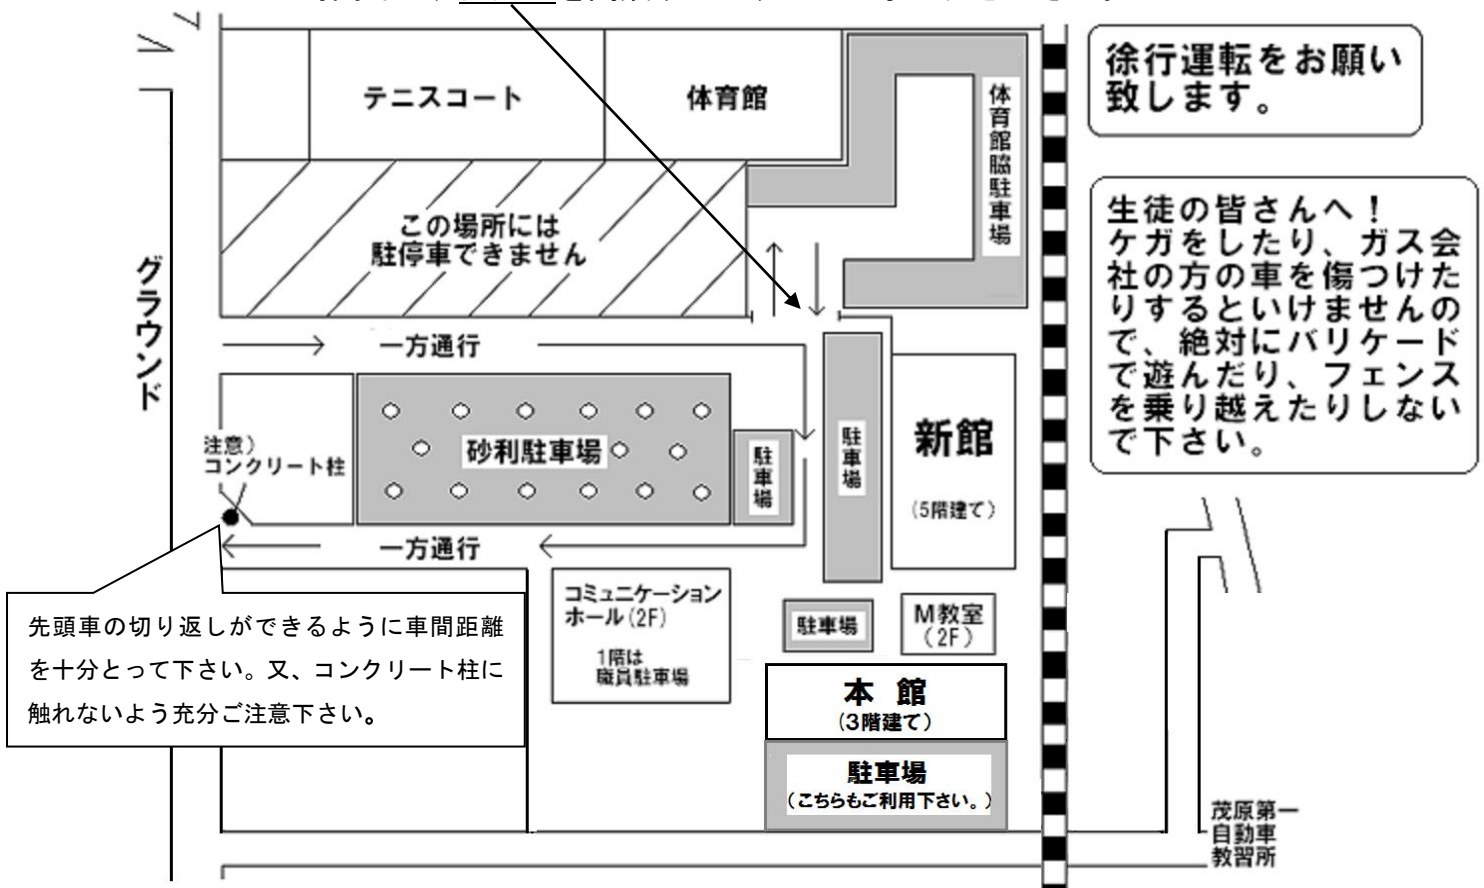 徐行運転をお願い
致します。
テニスコート
体育館
体育館脇駐車場
生徒の皆さんへ！
ケガをしたり、ガス会
社の方の車を傷つけた
りするといけませんの
で、絶対にバリケード
で遊んだり、フェンス
を乗り越えたりしない
で下さい。
この場所には
駐停車できません
グラウンド
一方通行
注意）
コンクリート柱
砂利駐車場
駐車場
駐車場
新館
（5階建て）
一方通行
先頭車の切り返しができるように車間距離
を十分とって下さい。又、コンクリート柱に
触れないよう充分ご注意下さい。
コミュニケーション
ホール（2F）
1階は
職員駐車場
駐車場
M教室
（2F）
本 館
（3階建て）
駐車場
（こちらもご利用下さい。）
茂原第一
自動車
教習所